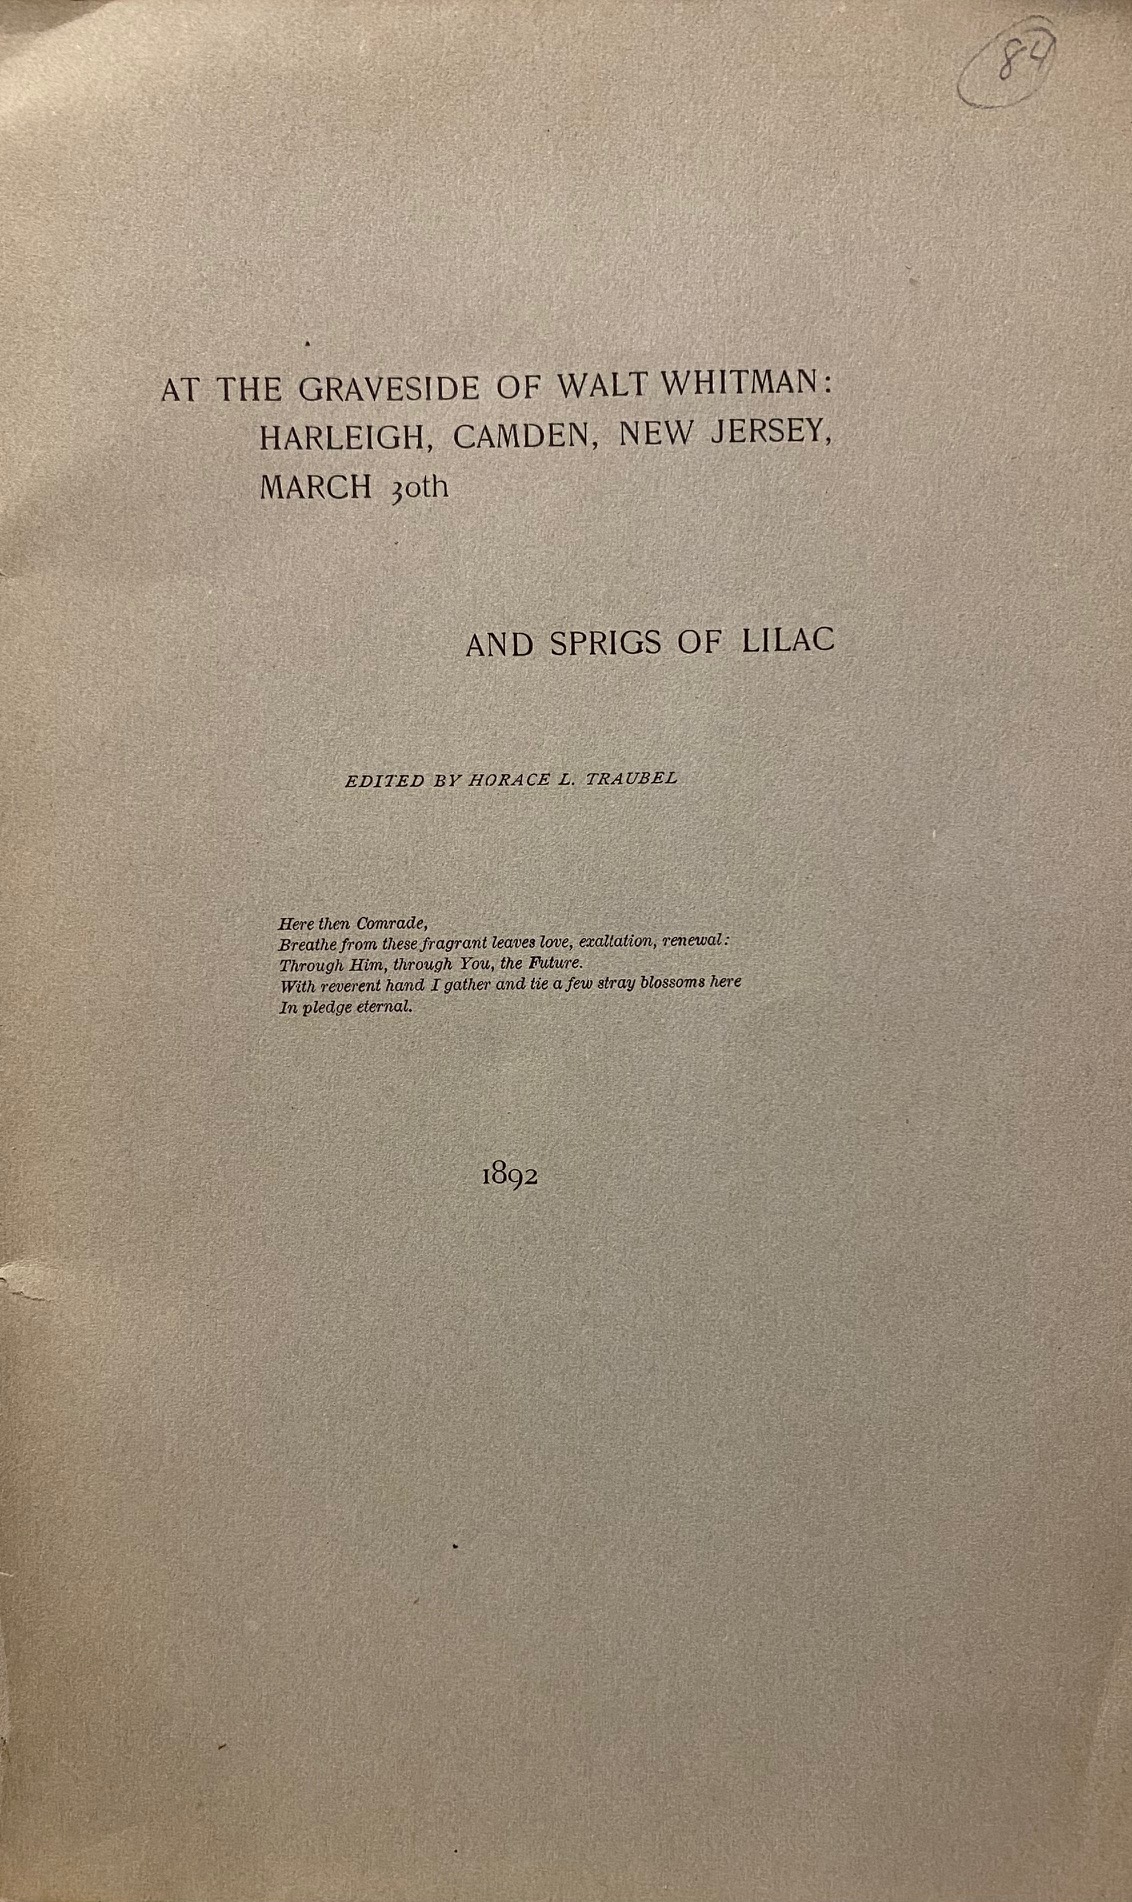 84
AT THE GRAVESIDE OF WALT WHITMAN:
HARLEIGH, CAMDEN, NEW JERSEY,
MARCH 30th
AND SPRIGS OF LILAC
EDITED BY HORACE L. TRAUBEL
Here then Comrade,
Breathe from these fragrant leaves love, exaltation, renewal:
Through Him, through You, the Future.
With reverent hand I gather and tie a few stray blossoms here
In pledge eternal.
1892